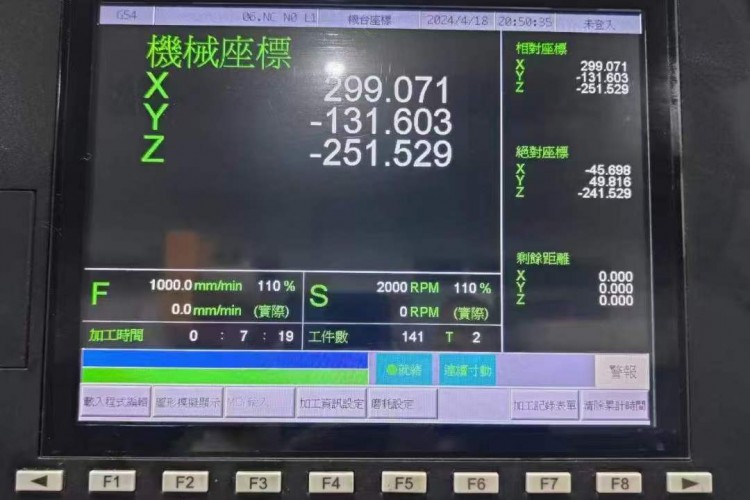 G54 06.NC N0 L1 機台座標 2024/4/18 20:50:35 未登入
機械座標
X 299.071
Y -131.603
Z -251.529
相對座標
X 299.071
Y -131.603
Z -251.529
絕對座標
X -45.698
Y 49.816
Z -241.529
剩餘距離
X 0.000
Y 0.000
Z 0.000
F 1000.0 mm/min 110 %
0.0 mm/min (實際)
S 2000 RPM 110 %
0 RPM (實際)
加工時間 0 : 7 : 19 工件數 141 T 2
就緒 連續寸動 警報
載入程式編輯 圖形模擬顯示 MDI輸入 加工資訊設定 磨耗設定 加工記錄表單 清除累計時間
F1 F2 F3 F4 F5 F6 F7 F8